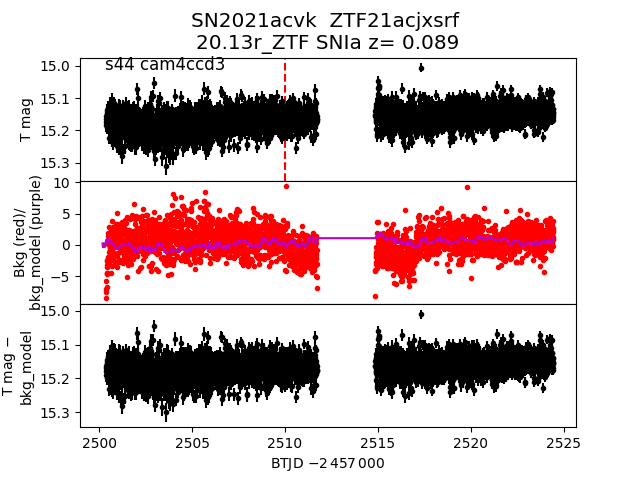 SN2021acvk  ZTF21acjxsrf
20.13r_ZTF SNIa z= 0.089
s44 cam4ccd3
15.0
15.1
15.2
15.3
T mag
10
5
0
−5
Bkg (red)/
bkg_model (purple)
15.0
15.1
15.2
15.3
T mag −
bkg_model
2500 2505 2510 2515 2520 2525
BTJD −2 457 000